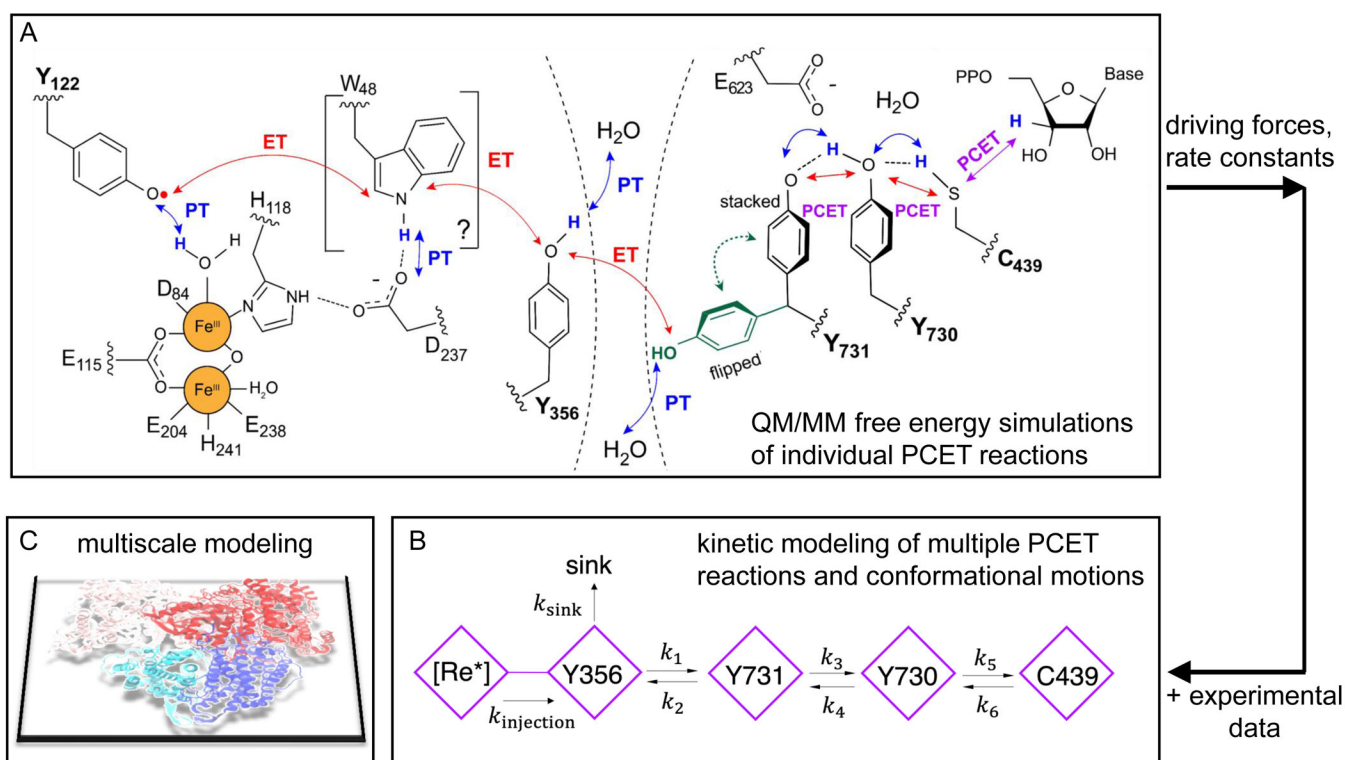 A
Y122
W48
E623
H2O
PPO
Base
O
H
HO
OH
PCET
ET
ET
H2O
PT
O
PT
H118
H
H
O
N
H
?
PT
O
O
-
-
O
O
H
O
H
S
stacked
PCET
PCET
C439
D84
FeIII
N
NH
O
O
D237
H
O
ET
E115
O
O
FeIII
H2O
E204
E238
H241
Y356
HO
flipped
PT
H2O
Y731
Y730
QM/MM free energy simulations
of individual PCET reactions
driving forces,
rate constants
C
multiscale modeling
B
kinetic modeling of multiple PCET
reactions and conformational motions
sink
ksink
[Re*]
Y356
Y731
Y730
C439
kinjection
k1
k2
k3
k4
k5
k6
+ experimental
data